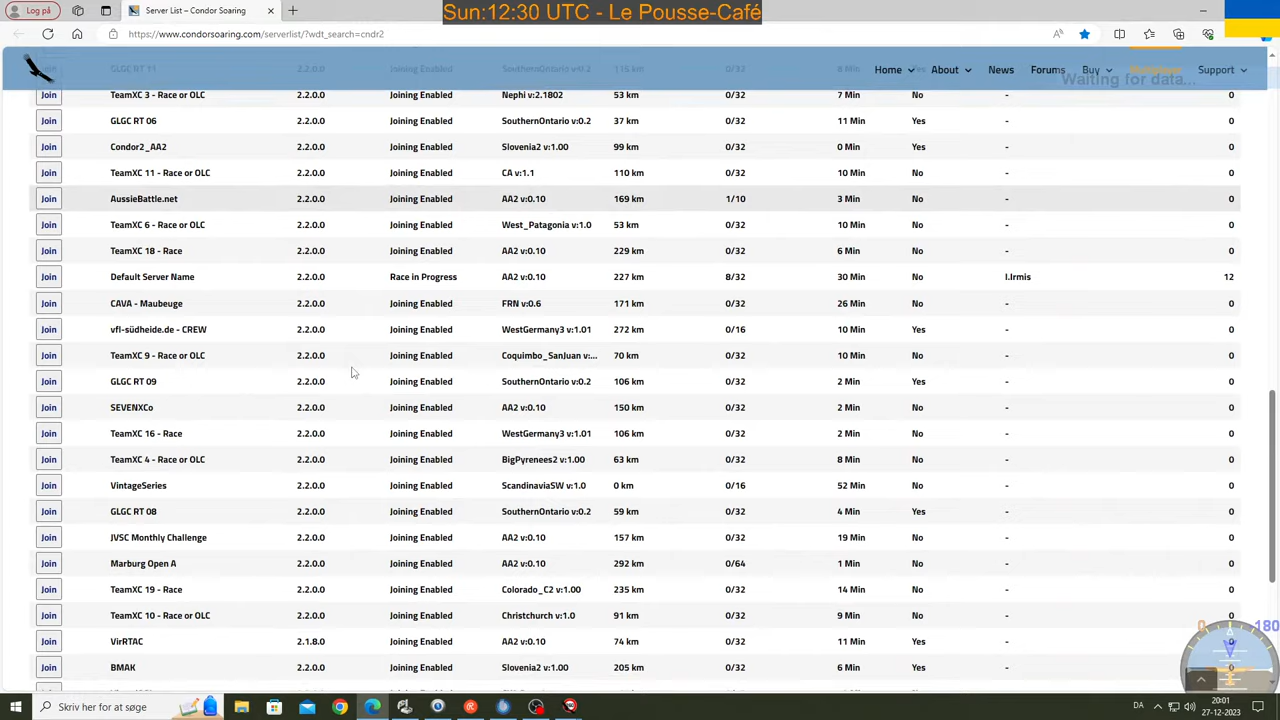 Sun:12:30 UTC - Le Pousse-Café
Log på
Server List – Condor Soaring
https://www.condorsoaring.com/serverlist/?wdt_search=cndr2
Home About News Forums Buy Support
Waiting for data...
GLGC RT 11 2.2.0.0 Joining Enabled SouthernOntario v:0.2 115 km 0/32 8 Min Yes - 0
Join TeamXC 3 - Race or OLC 2.2.0.0 Joining Enabled Nephi v:2.1802 53 km 0/32 7 Min No - 0
Join GLGC RT 06 2.2.0.0 Joining Enabled SouthernOntario v:0.2 37 km 0/32 11 Min Yes - 0
Join Condor2_AA2 2.2.0.0 Joining Enabled Slovenia2 v:1.00 99 km 0/32 0 Min Yes - 0
Join TeamXC 11 - Race or OLC 2.2.0.0 Joining Enabled CA v:1.1 110 km 0/32 10 Min No - 0
Join AussieBattle.net 2.2.0.0 Joining Enabled AA2 v:0.10 169 km 1/10 3 Min No - 0
Join TeamXC 6 - Race or OLC 2.2.0.0 Joining Enabled West_Patagonia v:1.0 53 km 0/32 10 Min No - 0
Join TeamXC 18 - Race 2.2.0.0 Joining Enabled AA2 v:0.10 229 km 0/32 6 Min No - 0
Join Default Server Name 2.2.0.0 Race in Progress AA2 v:0.10 227 km 8/32 30 Min No I.Irmis 12
Join CAVA - Maubeuge 2.2.0.0 Joining Enabled FRN v:0.6 171 km 0/32 26 Min No - 0
Join vfl-südheide.de - CREW 2.2.0.0 Joining Enabled WestGermany3 v:1.01 272 km 0/16 10 Min Yes - 0
Join TeamXC 9 - Race or OLC 2.2.0.0 Joining Enabled Coquimbo_SanJuan v:... 70 km 0/32 10 Min No - 0
Join GLGC RT 09 2.2.0.0 Joining Enabled SouthernOntario v:0.2 106 km 0/32 2 Min Yes - 0
Join SEVENXCo 2.2.0.0 Joining Enabled AA2 v:0.10 150 km 0/32 2 Min No - 0
Join TeamXC 16 - Race 2.2.0.0 Joining Enabled WestGermany3 v:1.01 106 km 0/32 2 Min No - 0
Join TeamXC 4 - Race or OLC 2.2.0.0 Joining Enabled BigPyrenees2 v:1.00 63 km 0/32 8 Min No - 0
Join VintageSeries 2.2.0.0 Joining Enabled ScandinaviaSW v:1.0 0 km 0/16 52 Min No - 0
Join GLGC RT 08 2.2.0.0 Joining Enabled SouthernOntario v:0.2 59 km 0/32 4 Min Yes - 0
Join JVSC Monthly Challenge 2.2.0.0 Joining Enabled AA2 v:0.10 157 km 0/32 19 Min No - 0
Join Marburg Open A 2.2.0.0 Joining Enabled AA2 v:0.10 292 km 0/64 1 Min No - 0
Join TeamXC 19 - Race 2.2.0.0 Joining Enabled Colorado_C2 v:1.00 235 km 0/32 14 Min No - 0
Join TeamXC 10 - Race or OLC 2.2.0.0 Joining Enabled Christchurch v:1.0 91 km 0/32 9 Min No - 0
Join VirRTAC 2.1.8.0 Joining Enabled AA2 v:0.10 74 km 0/32 11 Min Yes - 0
Join BMAK 2.2.0.0 Joining Enabled Slovenia2 v:1.00 205 km 0/32 6 Min Yes - 0
0 180
0
0
Skriv her for at søge
DA
20:01
27-12-2023